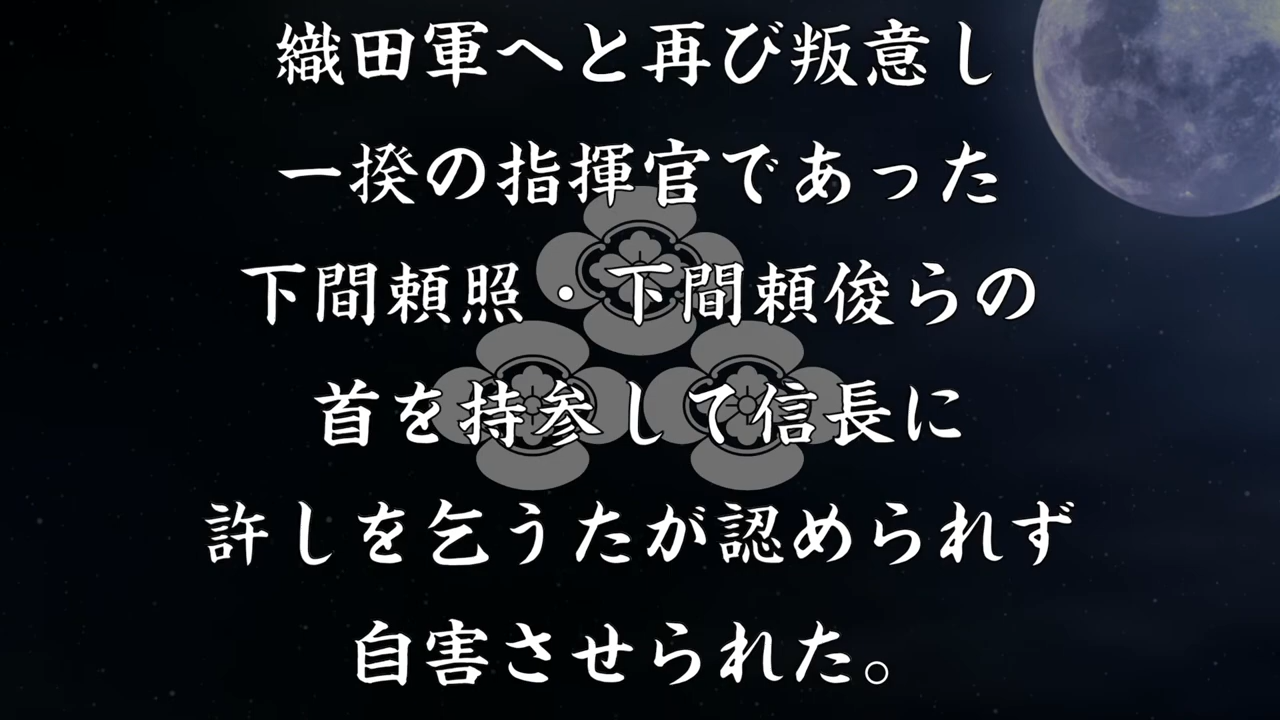 織田軍へと再び叛意し
一揆の指揮官であった
下間頼照・下間頼俊らの
首を持参して信長に
許しを乞うたが認められず
自害させられた。